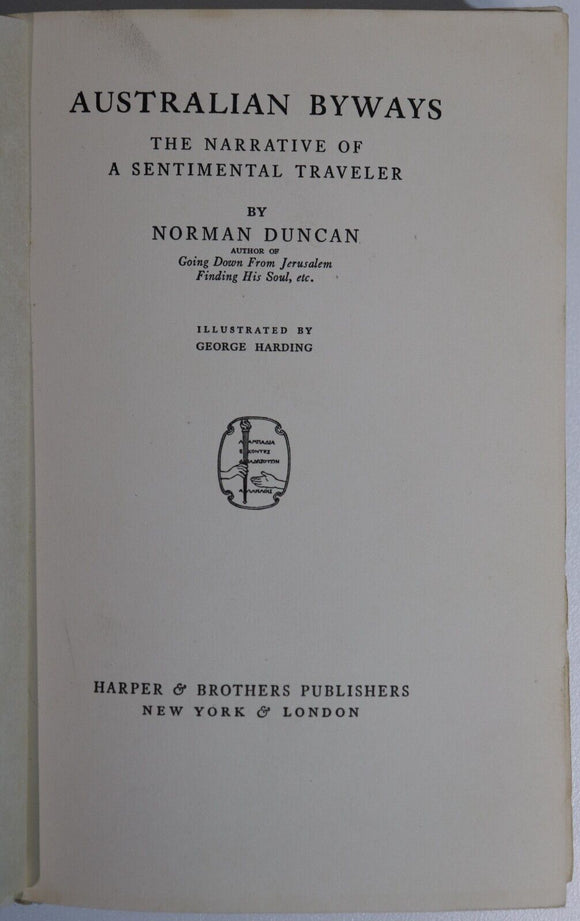 AUSTRALIAN BYWAYS
THE NARRATIVE OF
A SENTIMENTAL TRAVELER
BY
NORMAN DUNCAN
AUTHOR OF
Going Down From Jerusalem
Finding His Soul, etc.
ILLUSTRATED BY
GEORGE HARDING
HARPER & BROTHERS PUBLISHERS
NEW YORK & LONDON